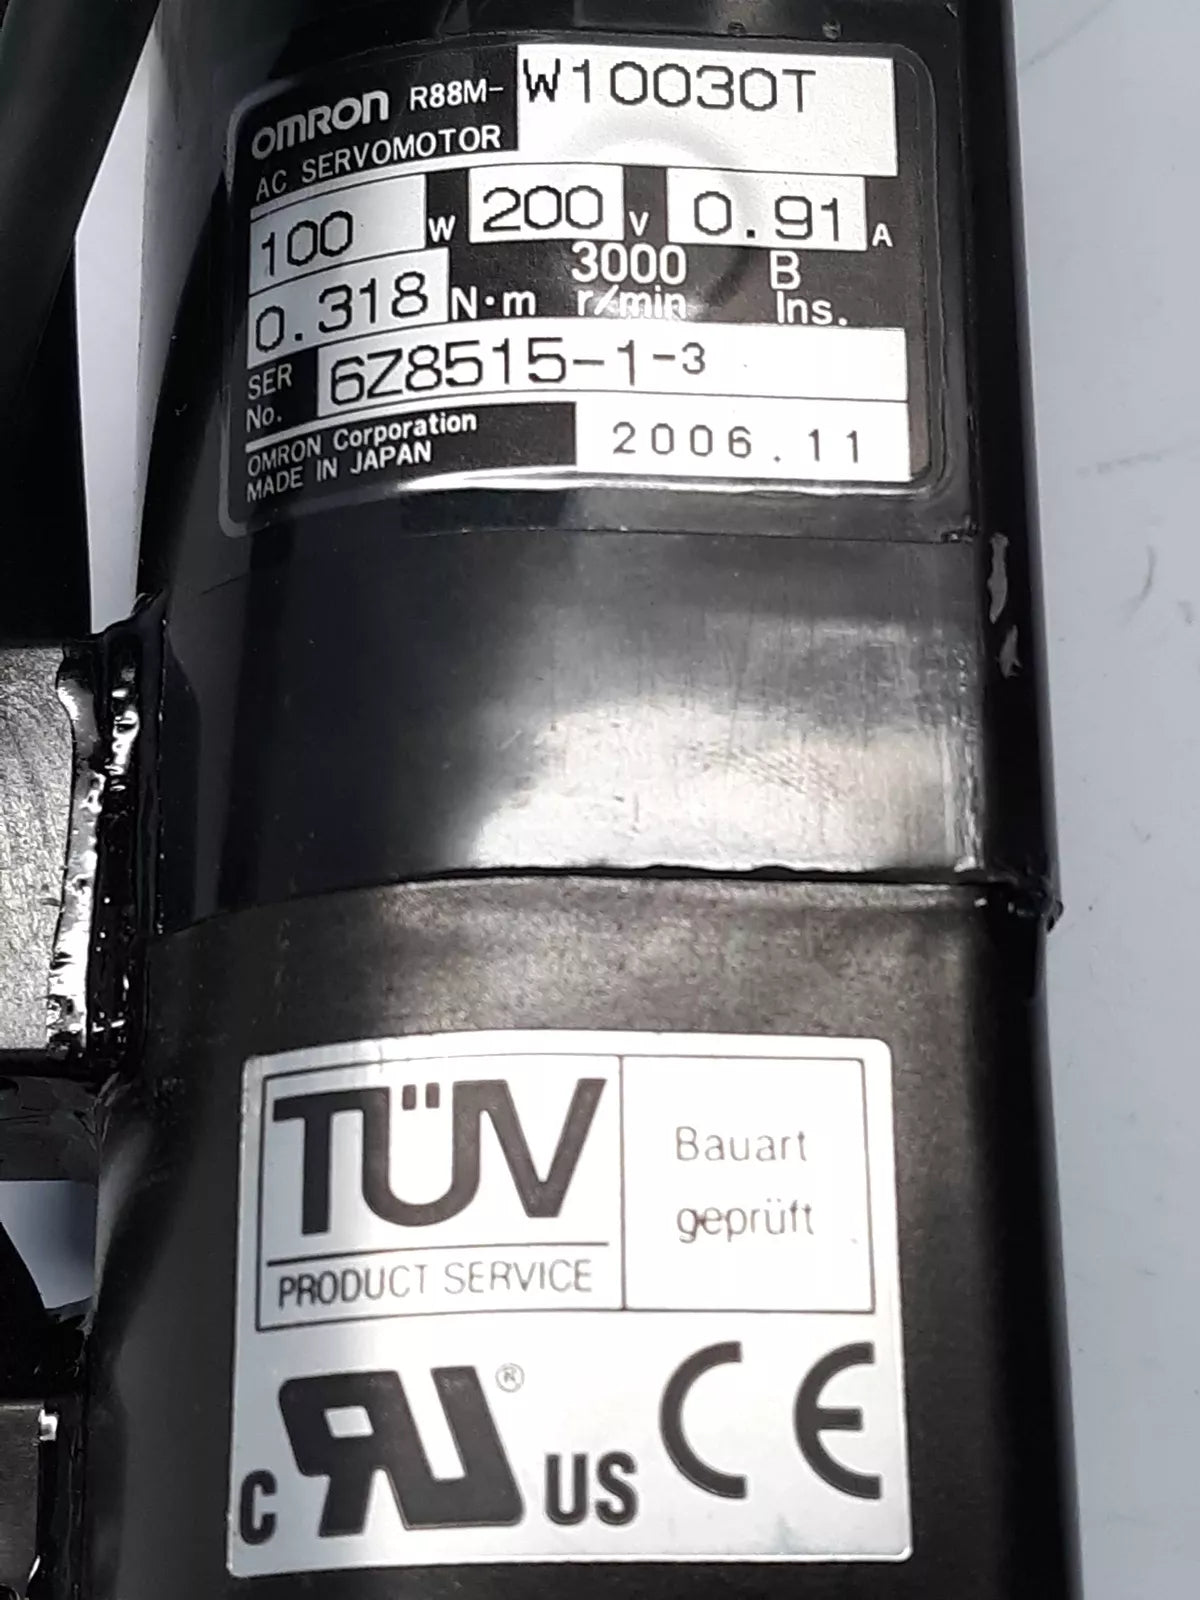 OMRON R88M-W10030T
AC SERVOMOTOR
100 W 200 V 0.91 A
0.318 N·m 3000 r/min B Ins.
SER No. 6Z8515-1-3
OMRON Corporation
MADE IN JAPAN 2006.11
TÜV
PRODUCT SERVICE
Bauart
geprüft
C RU ® US CE